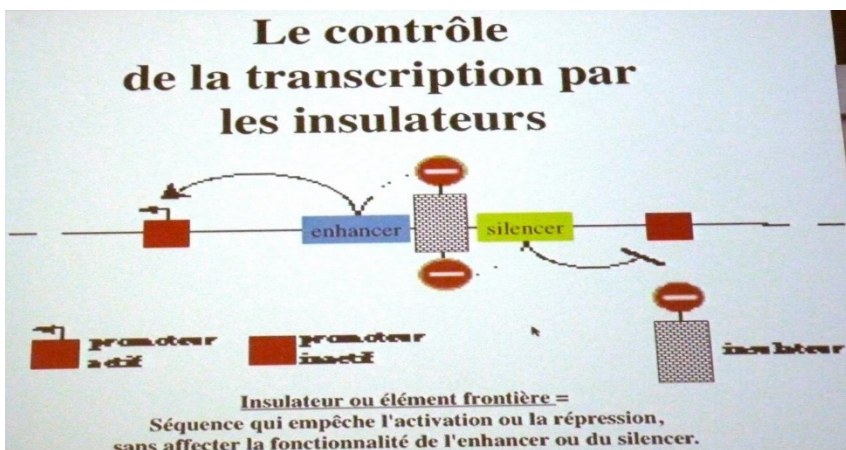 Le contrôle
de la transcription par
les insulateurs
enhancer
silencer
promoteur
actif
promoteur
inactif
insulateur
Insulateur ou élément frontière =
Séquence qui empêche l'activation ou la répression,
sans affecter la fonctionnalité de l'enhancer ou du silencer.